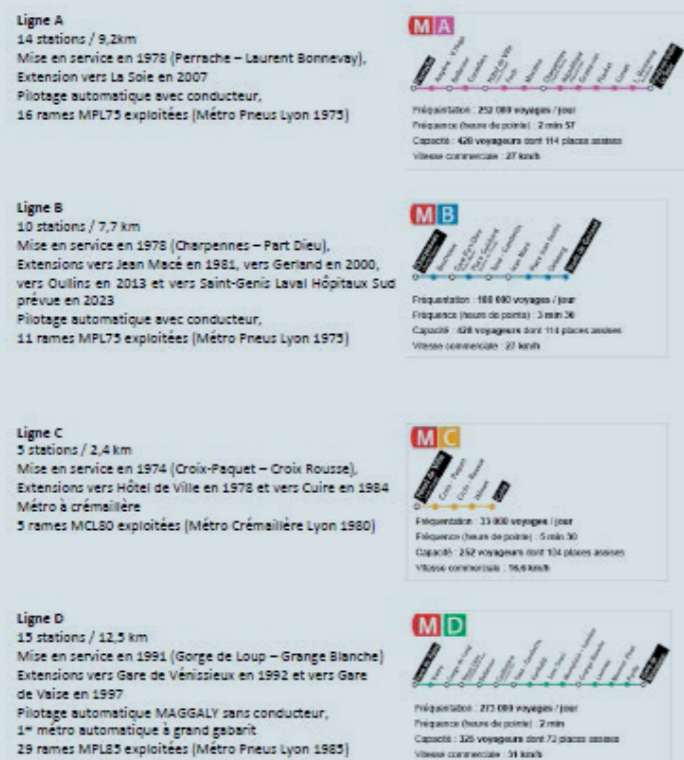 Ligne A
14 stations / 9,2km
Mise en service en 1978 (Perrache – Laurent Bonnevay),
Extension vers La Soie en 2007
Pilotage automatique avec conducteur,
16 rames MPL75 exploitées (Métro Pneus Lyon 1975)
M A
Fréquentation : 252 000 voyages / jour
Fréquence (heure de pointe) : 2 min 57
Capacité : 428 voyageurs dont 114 places assises
Vitesse commerciale : 27 km/h
Ligne B
10 stations / 7,7 km
Mise en service en 1978 (Charpennes – Part Dieu),
Extensions vers Jean Macé en 1981, vers Gerland en 2000,
vers Oullins en 2013 et vers Saint-Genis Laval Hôpitaux Sud
prévue en 2023
Pilotage automatique avec conducteur,
11 rames MPL75 exploitées (Métro Pneus Lyon 1975)
M B
Fréquentation : voyages / jour
Fréquence (heure de pointe) : 3 min 30
Capacité : 428 voyageurs dont 114 places assises
Vitesse commerciale : 27 km/h
Ligne C
5 stations / 2,4 km
Mise en service en 1974 (Croix-Paquet – Croix Rousse),
Extensions vers Hôtel de Ville en 1978 et vers Cuire en 1984
Métro à crémaillère
5 rames MCL80 exploitées (Métro Crémaillère Lyon 1980)
M C
Hôtel de Ville
Croix - Paquet
Croix - Rousse
Hénon
Cuire
Fréquentation : 33 000 voyages / jour
Fréquence (heure de pointe) : 5 min 30
Capacité : 252 voyageurs dont 104 places assises
Vitesse commerciale : 16,6 km/h
Ligne D
15 stations / 12,5 km
Mise en service en 1991 (Gorge de Loup – Grange Blanche)
Extensions vers Gare de Vénissieux en 1992 et vers Gare
de Vaise en 1997
Pilotage automatique MAGGALY sans conducteur,
1er métro automatique à grand gabarit
29 rames MPL85 exploitées (Métro Pneus Lyon 1985)
M D
Fréquentation : 273 000 voyages / jour
Fréquence (heure de pointe) : 2 min
Capacité : 325 voyageurs dont 72 places assises
Vitesse commerciale : 31 km/h